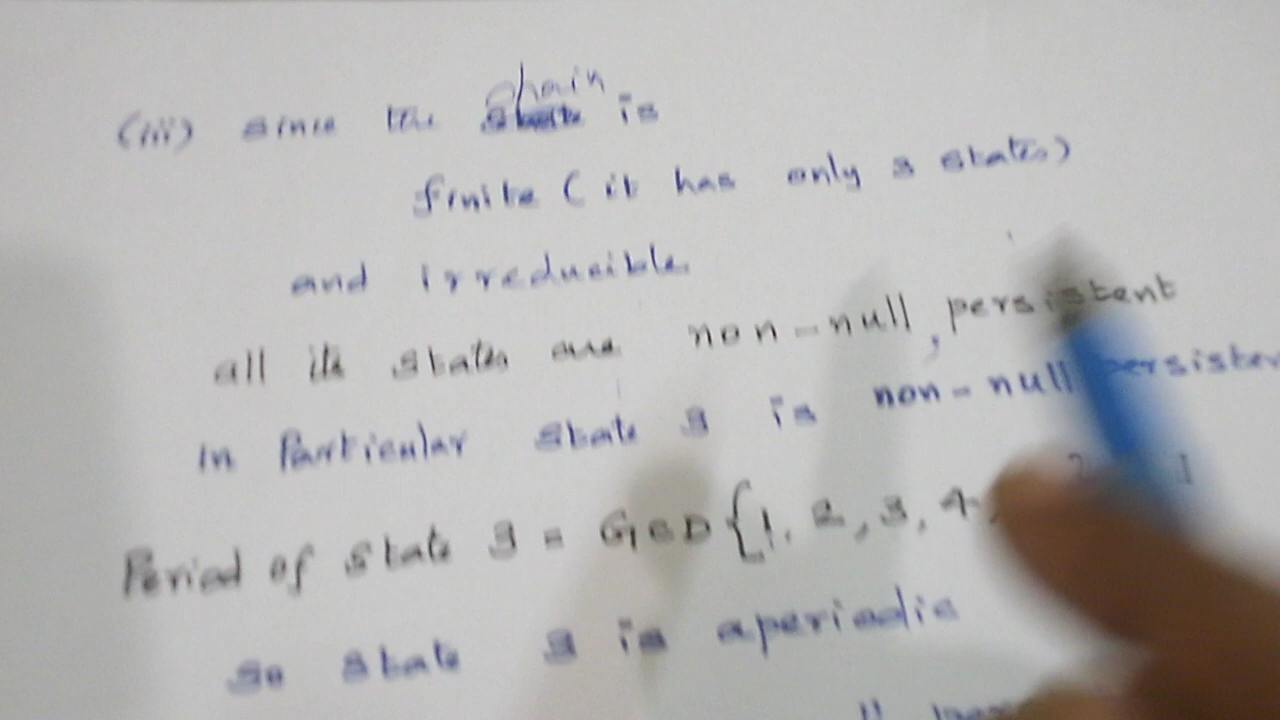 (iii) since the chain is
finite (it has only 3 states)
and irreducible.
all its states are non-null, persistent
in Particular state 3 is non-null
Period of state 3 = GCD {1, 2, 3, 4,
so state 3 is aperiodic